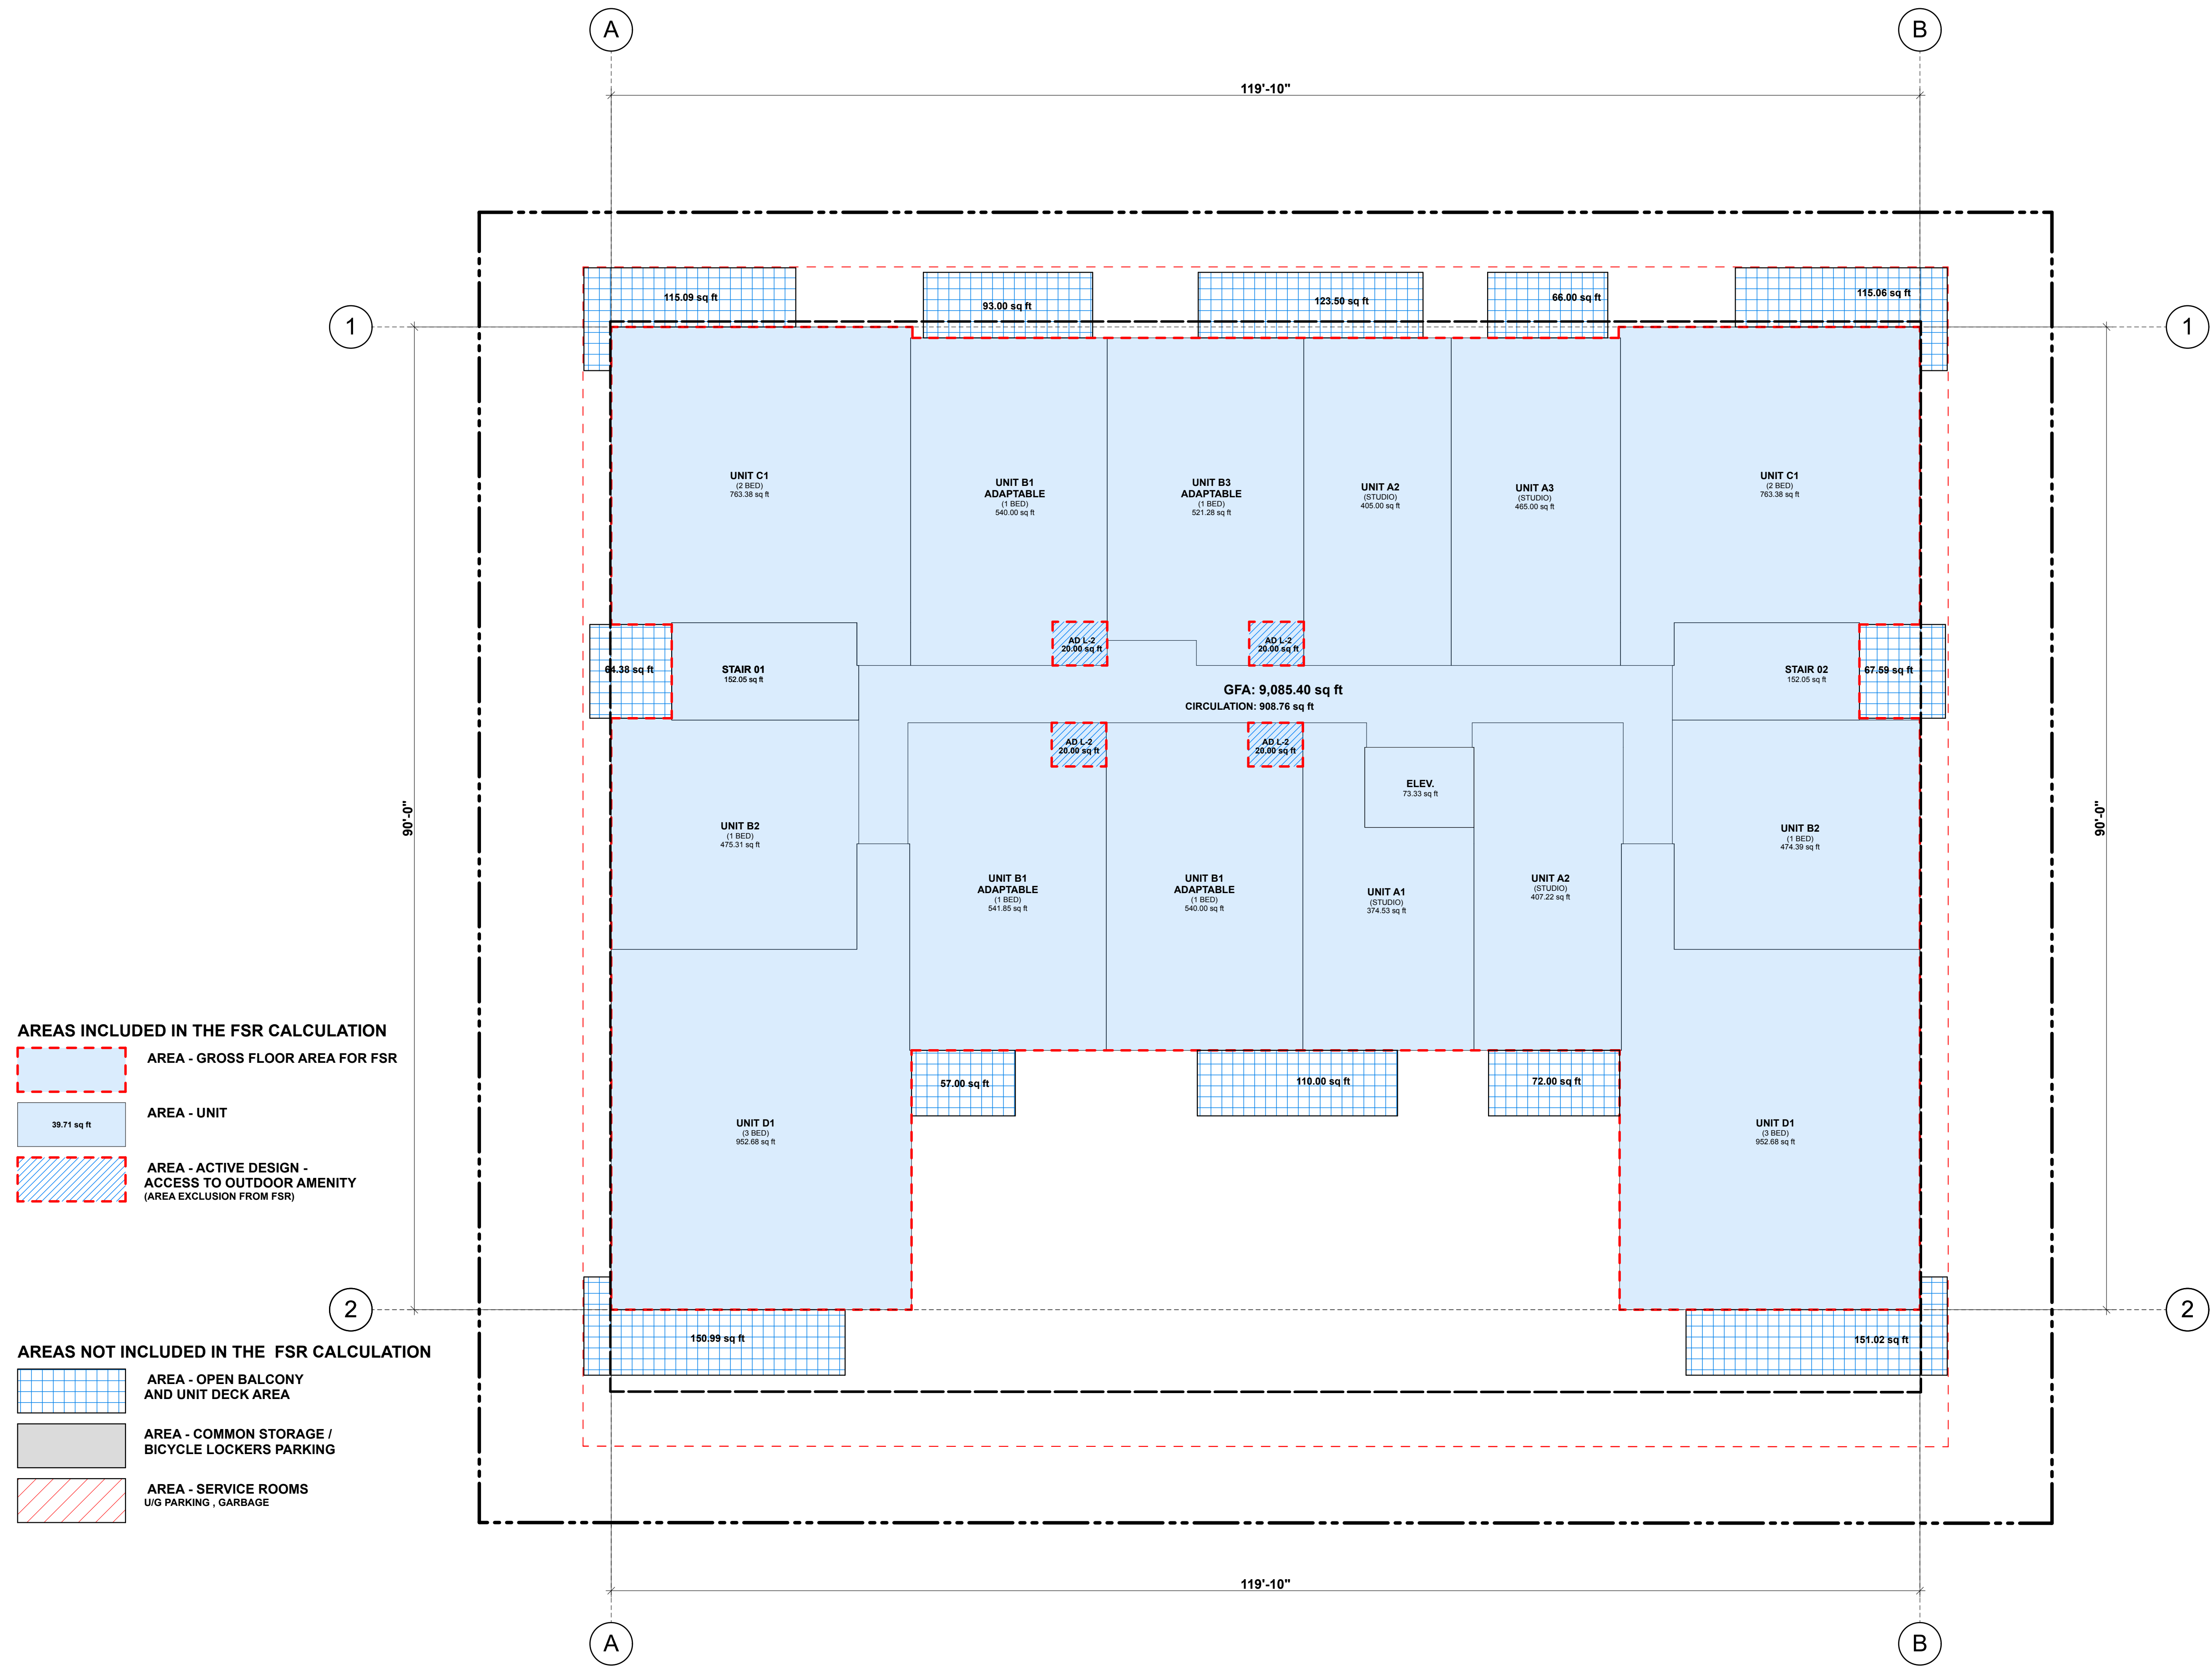 A
B
119'-10"
115.09 sq ft
93.00 sq ft
123.50 sq ft
66.00 sq ft
115.06 sq ft
1
1
UNIT C1
(2 BED)
763.38 sq ft
UNIT B1
ADAPTABLE
(1 BED)
540.00 sq ft
UNIT B3
ADAPTABLE
(1 BED)
521.28 sq ft
UNIT A2
(STUDIO)
405.00 sq ft
UNIT A3
(STUDIO)
465.00 sq ft
UNIT C1
(2 BED)
763.38 sq ft
AD L-2
20.00 sq ft
AD L-2
20.00 sq ft
64.38 sq ft
STAIR 01
152.05 sq ft
STAIR 02
152.05 sq ft
67.59 sq ft
GFA: 9,085.40 sq ft
CIRCULATION: 908.76 sq ft
AD L-2
20.00 sq ft
AD L-2
20.00 sq ft
ELEV.
73.33 sq ft
90'-0"
90'-0"
UNIT B2
(1 BED)
475.31 sq ft
UNIT B2
(1 BED)
474.39 sq ft
UNIT B1
ADAPTABLE
(1 BED)
541.85 sq ft
UNIT B1
ADAPTABLE
(1 BED)
540.00 sq ft
UNIT A1
(STUDIO)
374.53 sq ft
UNIT A2
(STUDIO)
407.22 sq ft
57.00 sq ft
110.00 sq ft
72.00 sq ft
UNIT D1
(3 BED)
952.68 sq ft
UNIT D1
(3 BED)
952.68 sq ft
2
2
150.99 sq ft
151.02 sq ft
119'-10"
A
B
AREAS INCLUDED IN THE FSR CALCULATION
AREA - GROSS FLOOR AREA FOR FSR
39.71 sq ft
AREA - UNIT
AREA - ACTIVE DESIGN -
ACCESS TO OUTDOOR AMENITY
(AREA EXCLUSION FROM FSR)
AREAS NOT INCLUDED IN THE FSR CALCULATION
AREA - OPEN BALCONY
AND UNIT DECK AREA
AREA - COMMON STORAGE /
BICYCLE LOCKERS PARKING
AREA - SERVICE ROOMS
U/G PARKING , GARBAGE